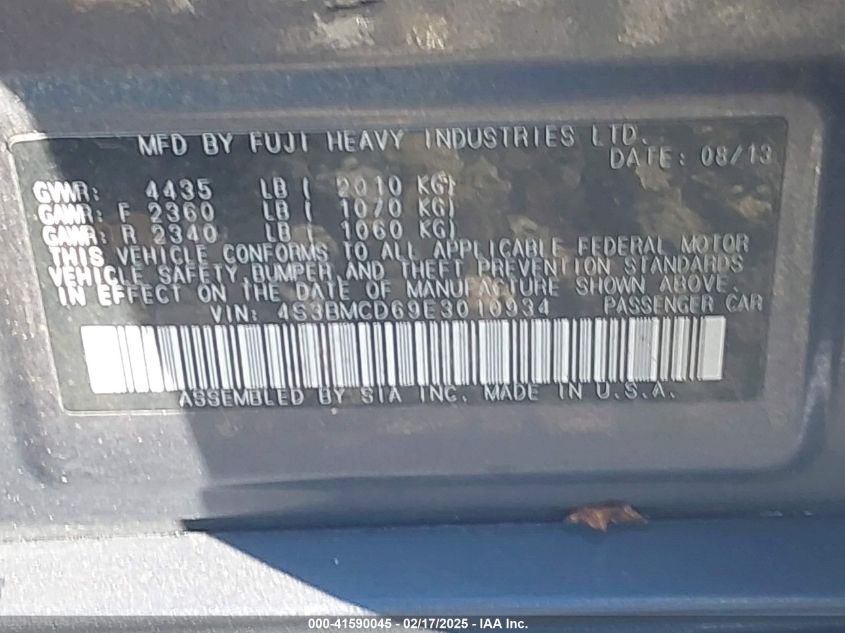 MFD BY FUJI HEAVY INDUSTRIES LTD.
DATE: 08/13
GVWR: 4435 LB ( 2010 KG)
GAWR: F 2360 LB ( 1070 KG)
GAWR: R 2340 LB ( 1060 KG)
THIS VEHICLE CONFORMS TO ALL APPLICABLE FEDERAL MOTOR
VEHICLE SAFETY, BUMPER, AND THEFT PREVENTION STANDARDS
IN EFFECT ON THE DATE OF MANUFACTURE SHOWN ABOVE.
VIN: 4S3BMCD69E3010934 PASSENGER CAR
ASSEMBLED BY SIA INC. MADE IN U.S.A.
000-41590045 - 02/17/2025 - IAA Inc.